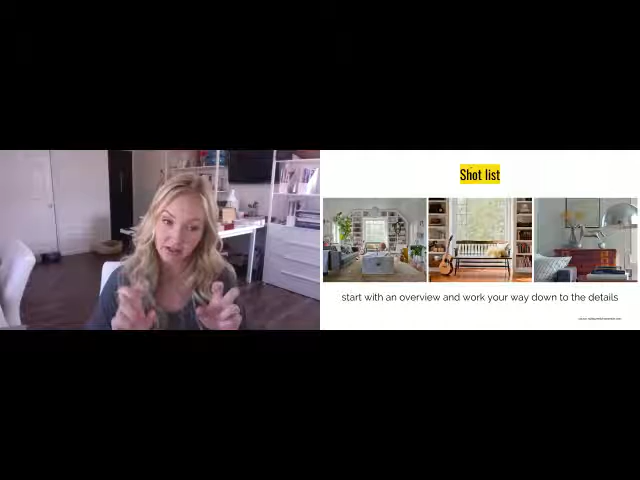 Shot list
start with an overview and work your way down to the details